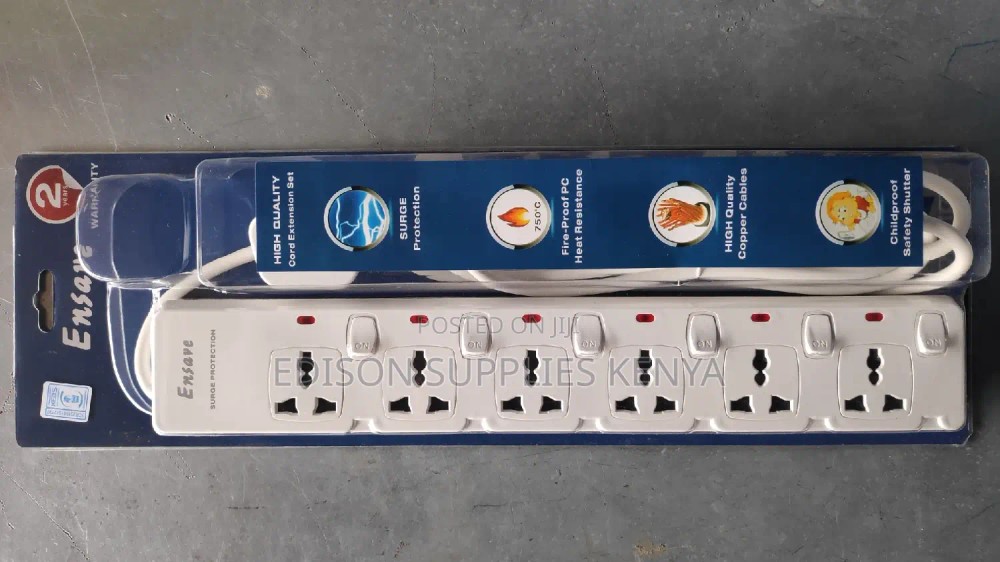 2
years
WARRANTY
Ensave
HIGH QUALITY
Cord Extension Set
SURGE
Protection
750°C
Fire-Proof PC
Heat Resistance
HIGH Quality
Copper Cables
Childproof
Safety Shutter
Ensave
SURGE PROTECTION
ON
ON
ON
ON
ON
ON
POSTED ON JIJI
EDISON SUPPLIES KENYA